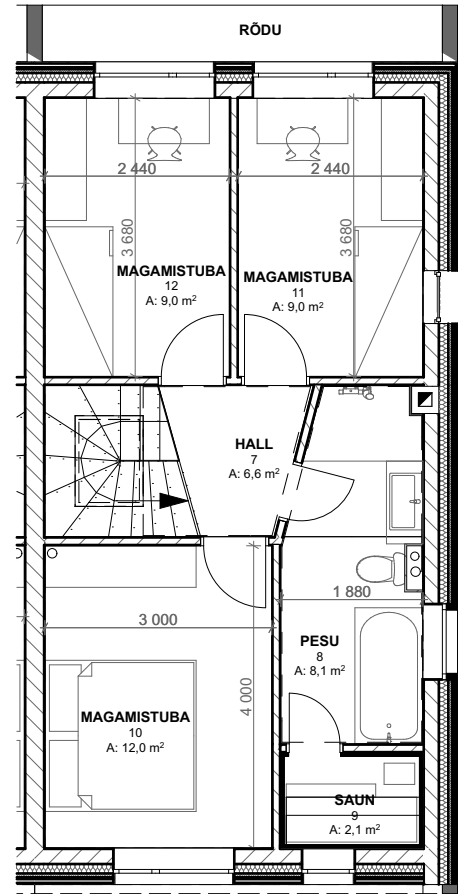 RÕDU
2 440
2 440
3 680
3 680
MAGAMISTUBA
12
A: 9,0 m²
MAGAMISTUBA
11
A: 9,0 m²
HALL
7
A: 6,6 m²
3 000
1 880
4 000
PESU
8
A: 8,1 m²
MAGAMISTUBA
10
A: 12,0 m²
SAUN
9
A: 2,1 m²